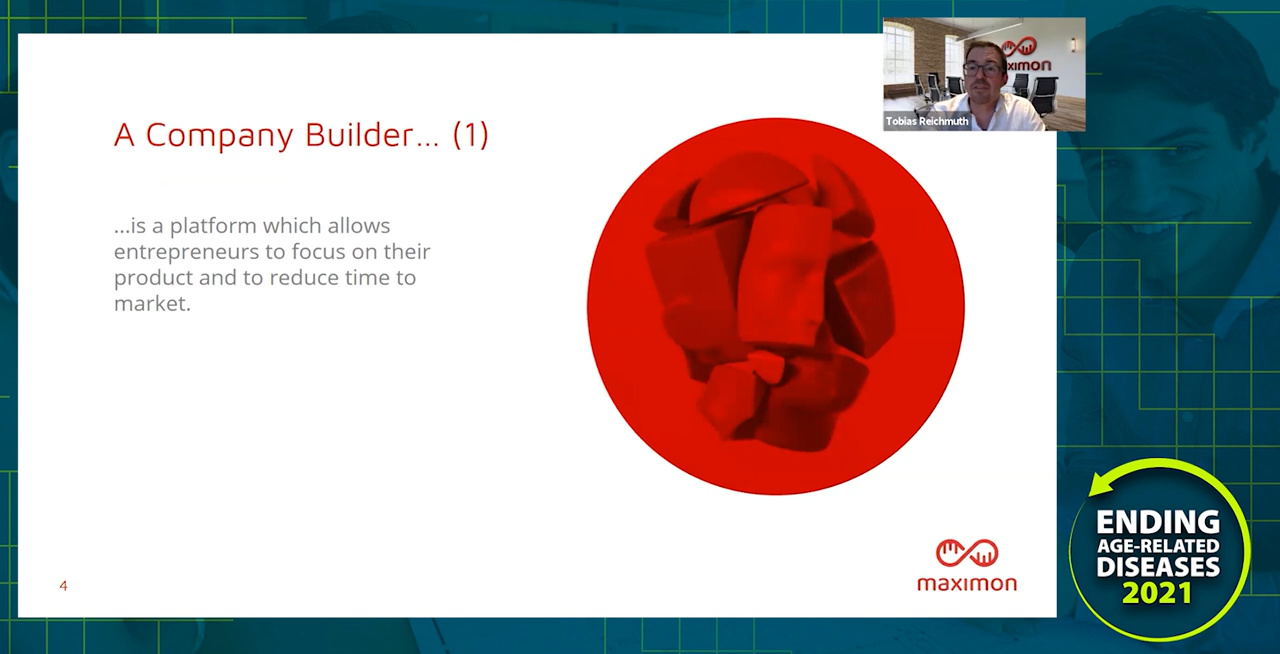 A Company Builder... (1)
...is a platform which allows
entrepreneurs to focus on their
product and to reduce time to
market.
4
maximon
maximon
Tobias Reichmuth
ENDING
AGE-RELATED
DISEASES
2021